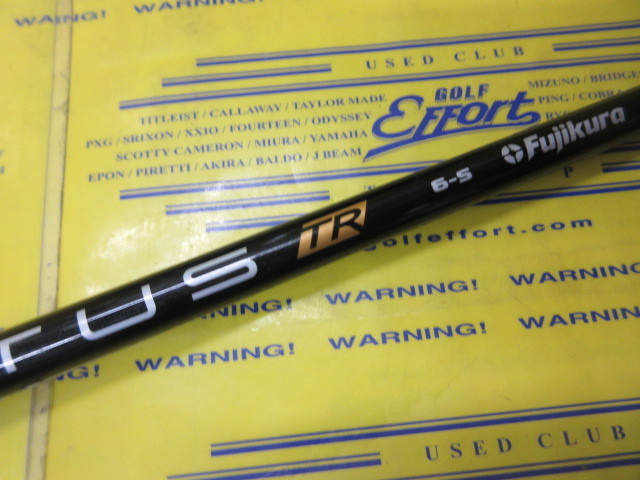 WAING! WARNING! WARNING!
USED CLUB
GOLF
Effort
TITLEIST / CALLAWAY / TAYLOR MADE
PXG / SRIXON / XXIO / FOURTEEN / ODYSSEY
SCOTTY CAMERON / MIURA / YAMAHA
EPON / PIRETTI / AKIRA / BALDO / J BEAM
MIZUNO / BRIDGE
PING / COBRA
Fujikura
6-S
TR
TUS
golfeffort.com
WARNING! WARNING!
WARNING! WARNING! WARNING!
USED CLUB